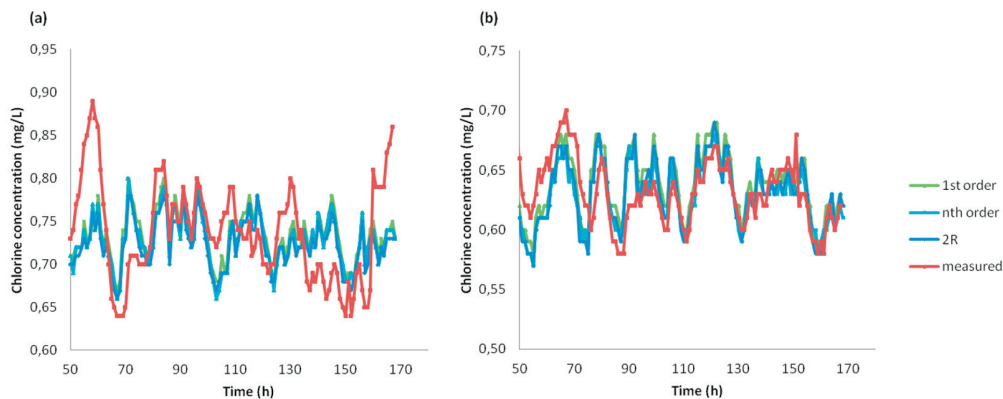 (a)
Chlorine concentration (mg/L)
0,95
0,90
0,85
0,80
0,75
0,70
0,65
0,60
50 70 90 110 130 150 170
Time (h)
(b)
Chlorine concentration (mg/L)
0,75
0,70
0,65
0,60
0,55
0,50
50 70 90 110 130 150 170
Time (h)
1st order
nth order
2R
measured